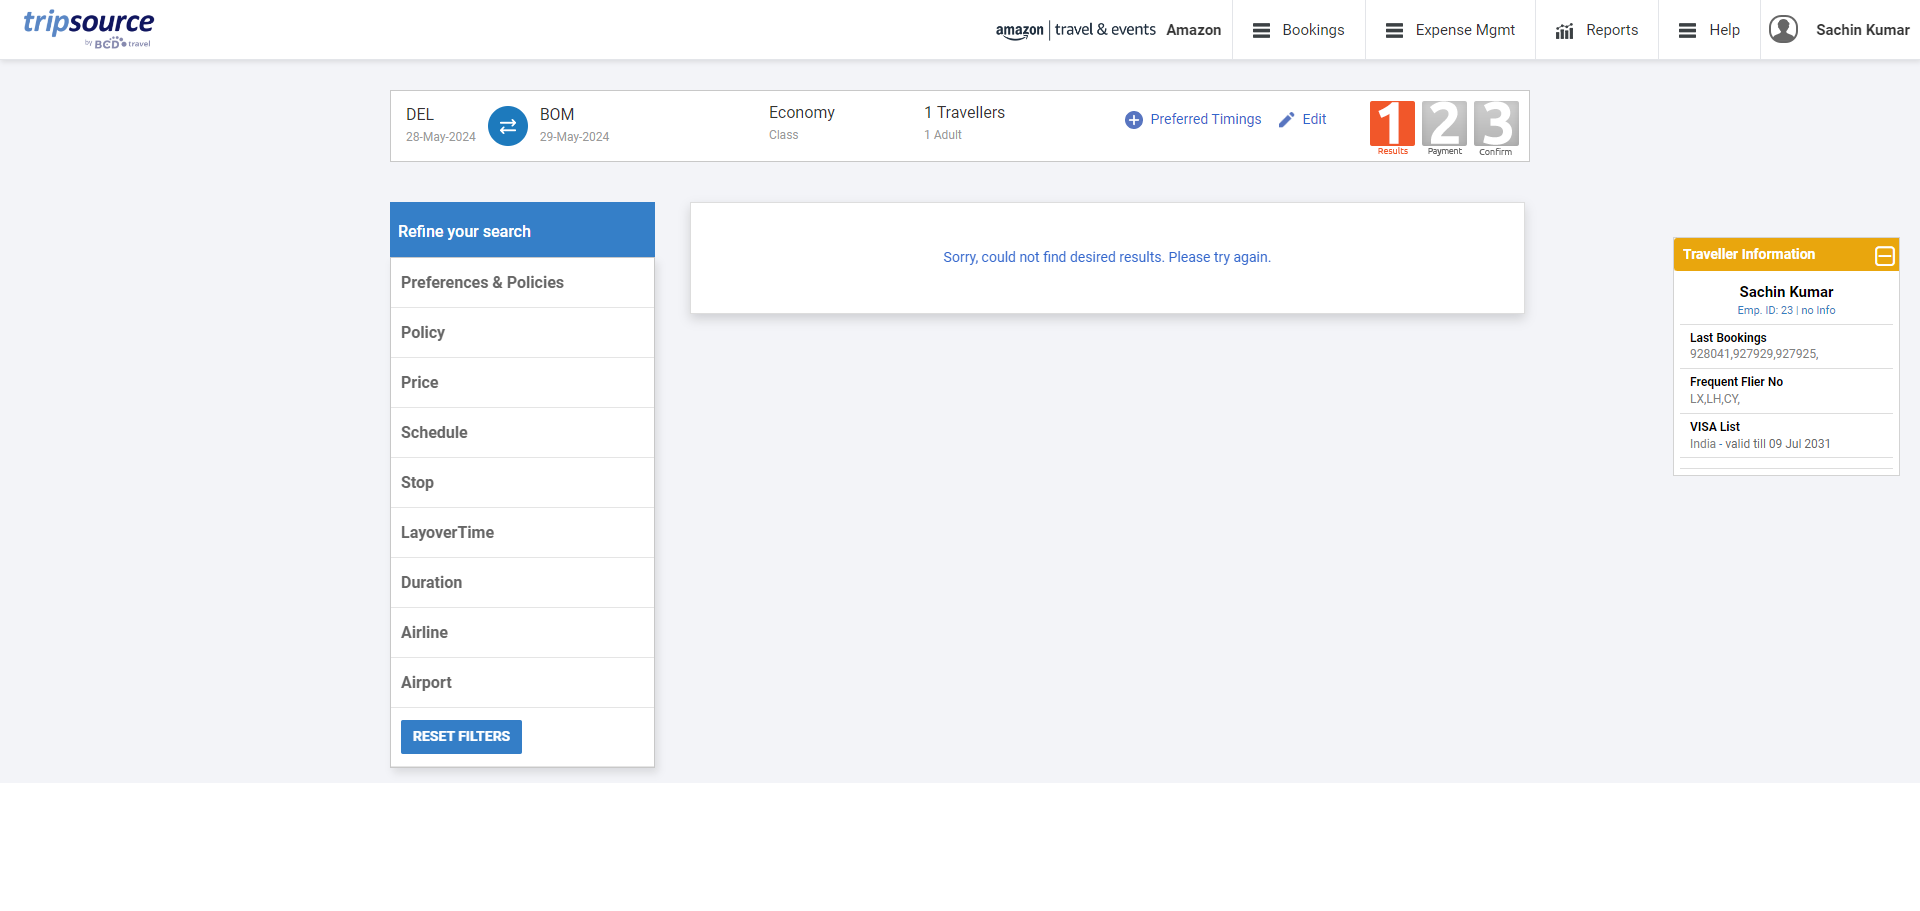 tripsource
by BCD travel
amazon | travel & events Amazon
Bookings
Expense Mgmt
Reports
Help
Sachin Kumar
DEL
28-May-2024
BOM
29-May-2024
Economy
Class
1 Travellers
1 Adult
Preferred Timings
Edit
1
Results
2
Payment
3
Confirm
Refine your search
Preferences & Policies
Policy
Price
Schedule
Stop
LayoverTime
Duration
Airline
Airport
RESET FILTERS
Sorry, could not find desired results. Please try again.
Traveller Information
Sachin Kumar
Emp. ID: 23 | no Info
Last Bookings
928041,927929,927925,
Frequent Flier No
LX,LH,CY,
VISA List
India - valid till 09 Jul 2031